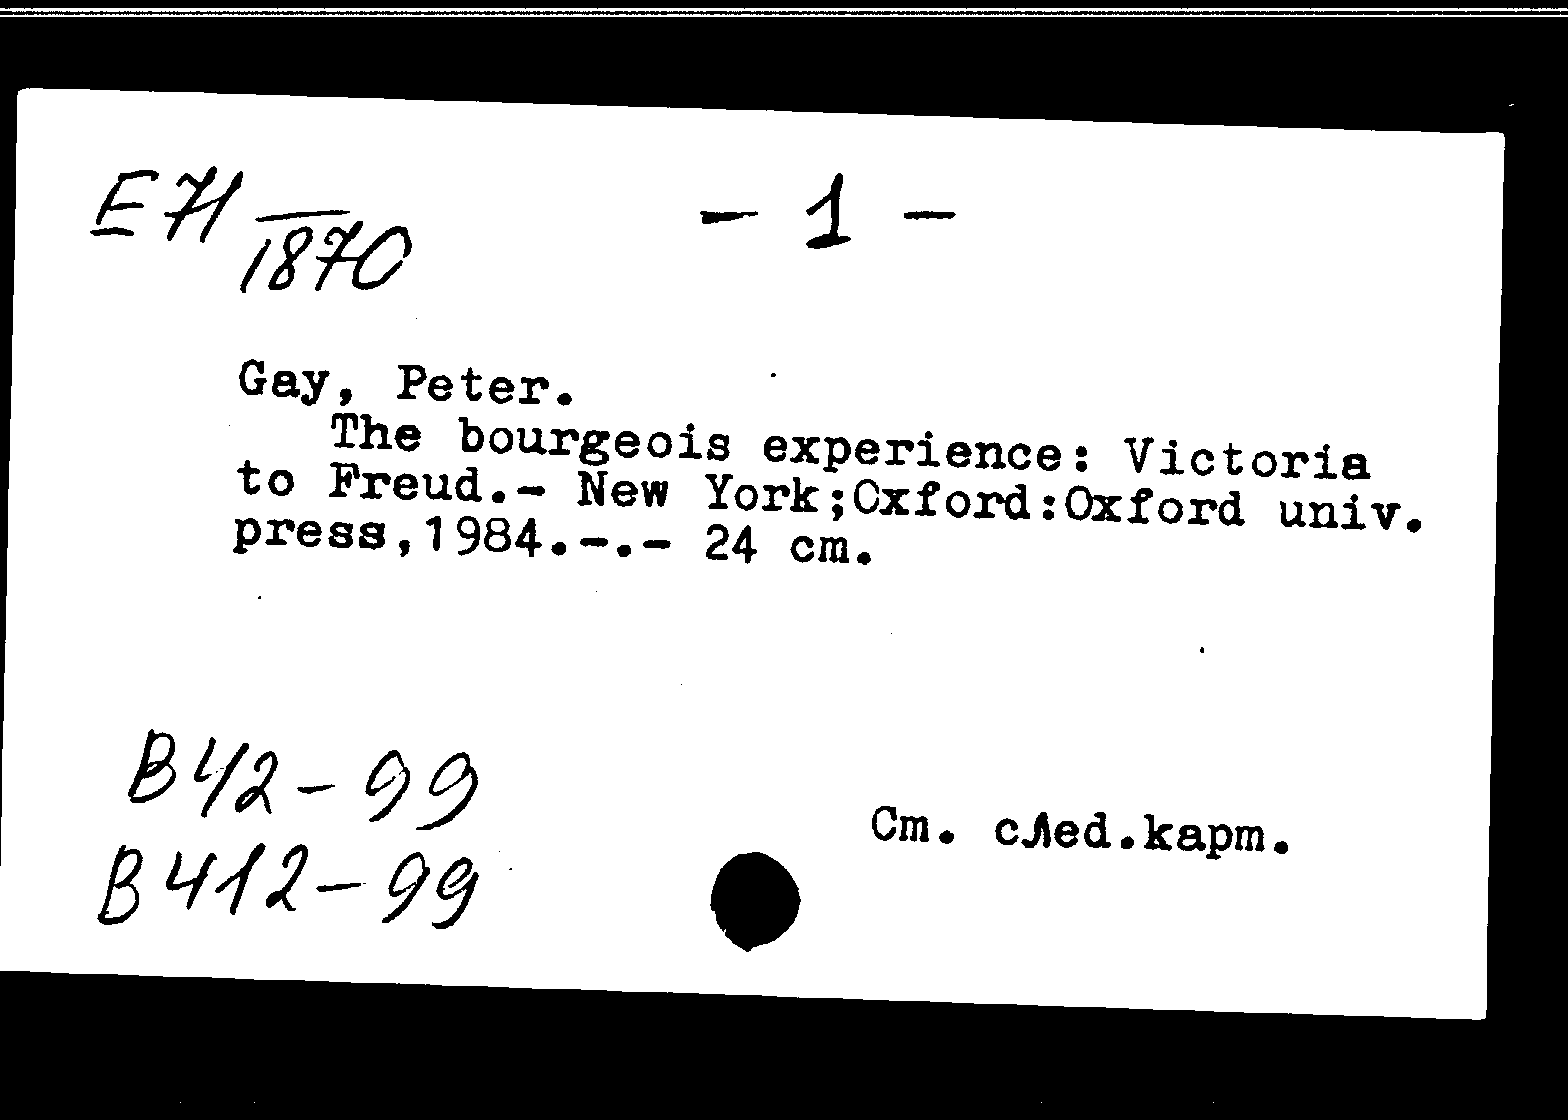 E71/1870
- 1 -
Gay, Peter.
The bourgeois experience: Victoria
to Freud.- New York;Oxford:Oxford univ.
press,1984.-.- 24 cm.
B42-99
См. след.карт.
B412-99